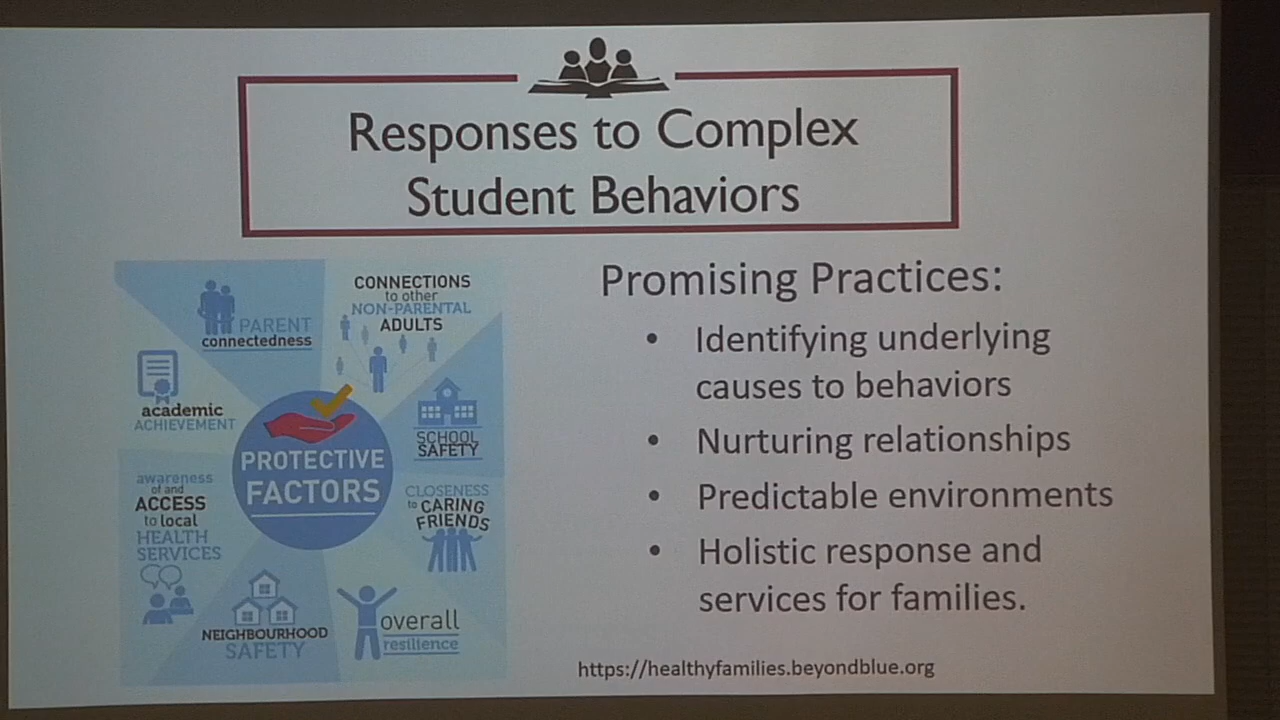 Responses to Complex
Student Behaviors
PARENT
connectedness
CONNECTIONS
to other
NON-PARENTAL
ADULTS
academic
ACHIEVEMENT
SCHOOL
SAFETY
PROTECTIVE
FACTORS
awareness
of and
ACCESS
to local
HEALTH
SERVICES
CLOSENESS
to CARING
FRIENDS
NEIGHBOURHOOD
SAFETY
overall
resilience
Promising Practices:
• Identifying underlying
causes to behaviors
• Nurturing relationships
• Predictable environments
• Holistic response and
services for families.
https://healthyfamilies.beyondblue.org